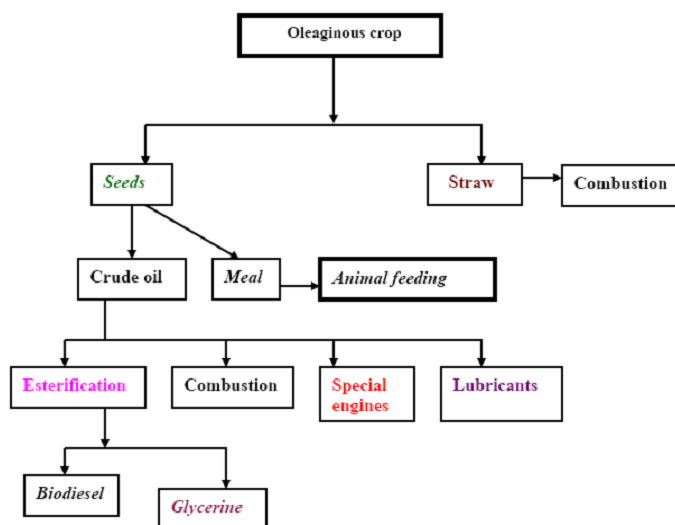 Oleaginous crop
Seeds
Straw
Combustion
Crude oil
Meal
Animal feeding
Esterification
Combustion
Special
engines
Lubricants
Biodiesel
Glycerine